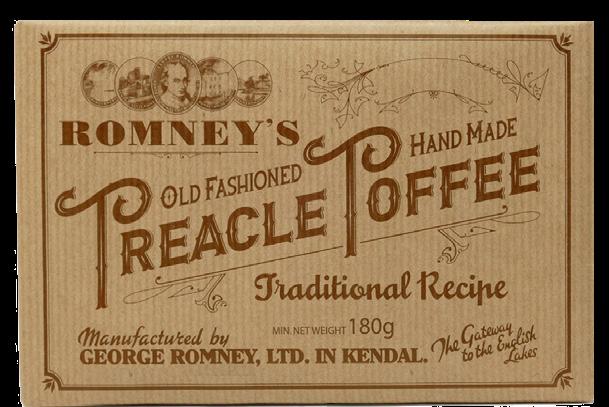 ROMNEY'S
OLD FASHIONED
HAND MADE
TREACLE TOFFEE
Traditional Recipe
MIN. NET WEIGHT 180g
Manufactured by
GEORGE ROMNEY, LTD. IN KENDAL.
The Gateway
to the English
Lakes